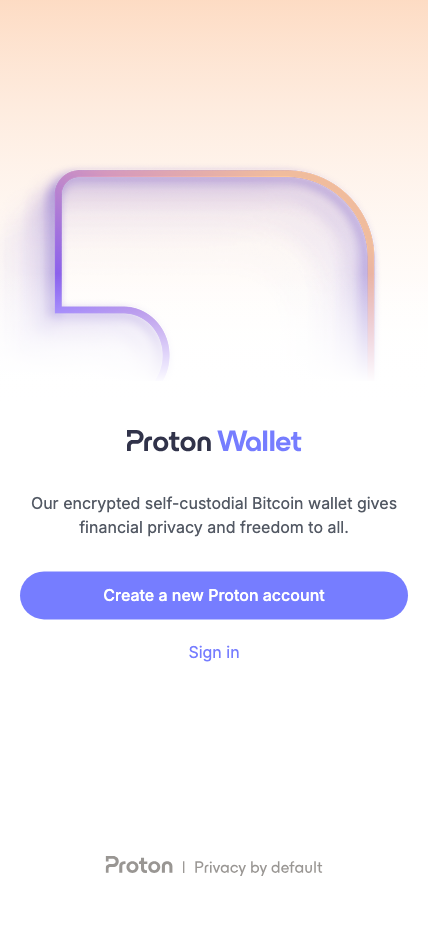 Proton Wallet
Our encrypted self-custodial Bitcoin wallet gives
financial privacy and freedom to all.
Create a new Proton account
Sign in
Proton | Privacy by default